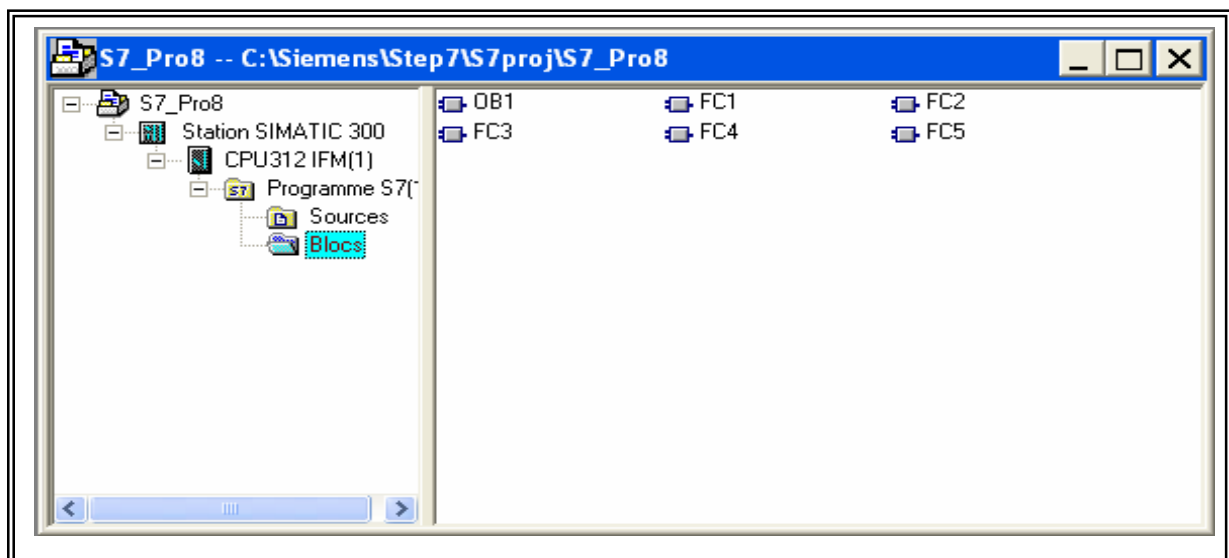 S7_Pro8 -- C:\Siemens\Step7\S7proj\S7_Pro8
S7_Pro8
Station SIMATIC 300
CPU312 IFM(1)
Programme S7(
Sources
Blocs
OB1 FC1 FC2
FC3 FC4 FC5